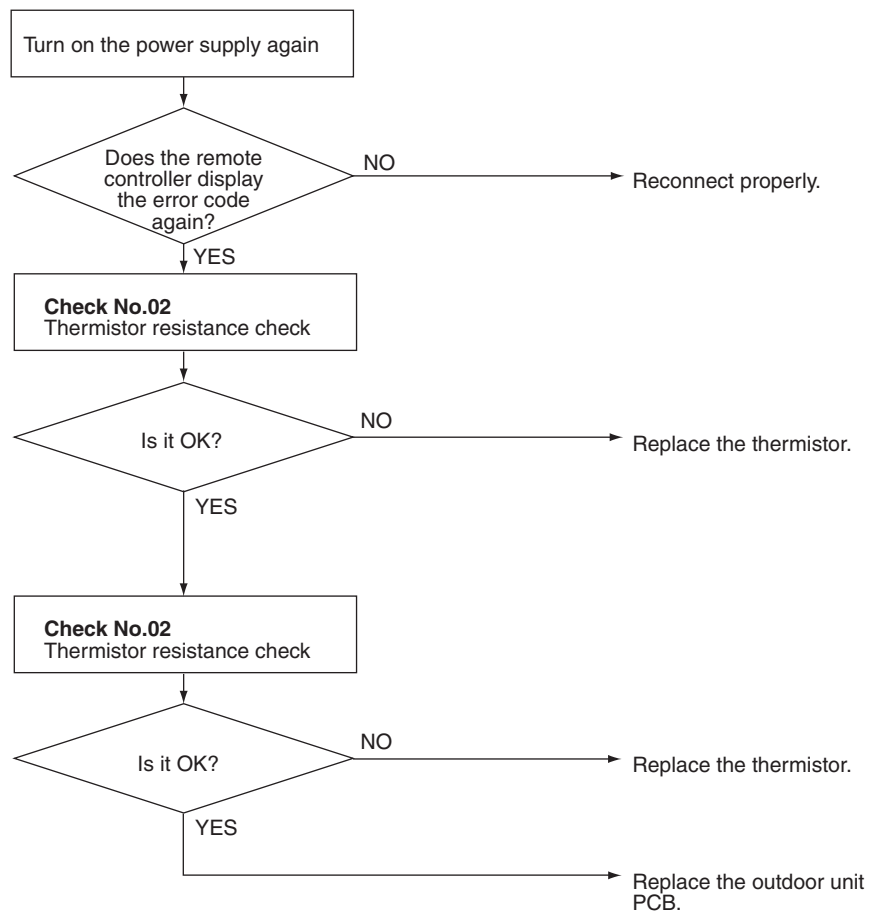 Turn on the power supply again
Does the remote
controller display
the error code
again?
NO
Reconnect properly.
YES
Check No.02
Thermistor resistance check
Is it OK?
NO
Replace the thermistor.
YES
Check No.02
Thermistor resistance check
Is it OK?
NO
Replace the thermistor.
YES
Replace the outdoor unit
PCB.